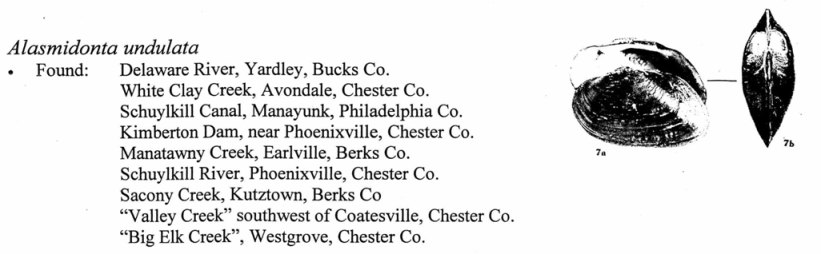 Alasmidonta undulata
• Found: Delaware River, Yardley, Bucks Co.
White Clay Creek, Avondale, Chester Co.
Schuylkill Canal, Manayunk, Philadelphia Co.
Kimberton Dam, near Phoenixville, Chester Co.
Manatawny Creek, Earlville, Berks Co.
Schuylkill River, Phoenixville, Chester Co.
Sacony Creek, Kutztown, Berks Co
“Valley Creek” southwest of Coatesville, Chester Co.
“Big Elk Creek”, Westgrove, Chester Co.
7a
7b